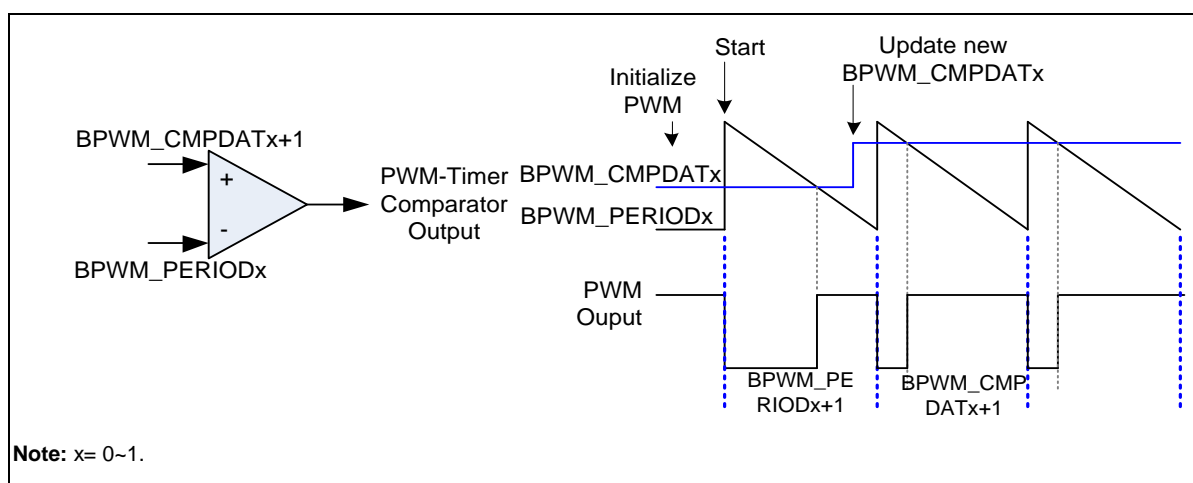 BPWM_CMPDATx+1
+
-
BPWM_PERIODx
PWM-Timer
Comparator
Output
Start
Initialize
PWM
Update new
BPWM_CMPDATx
BPWM_CMPDATx
BPWM_PERIODx
PWM
Ouput
BPWM_PE
RIODx+1
BPWM_CMP
DATx+1
Note: x= 0~1.